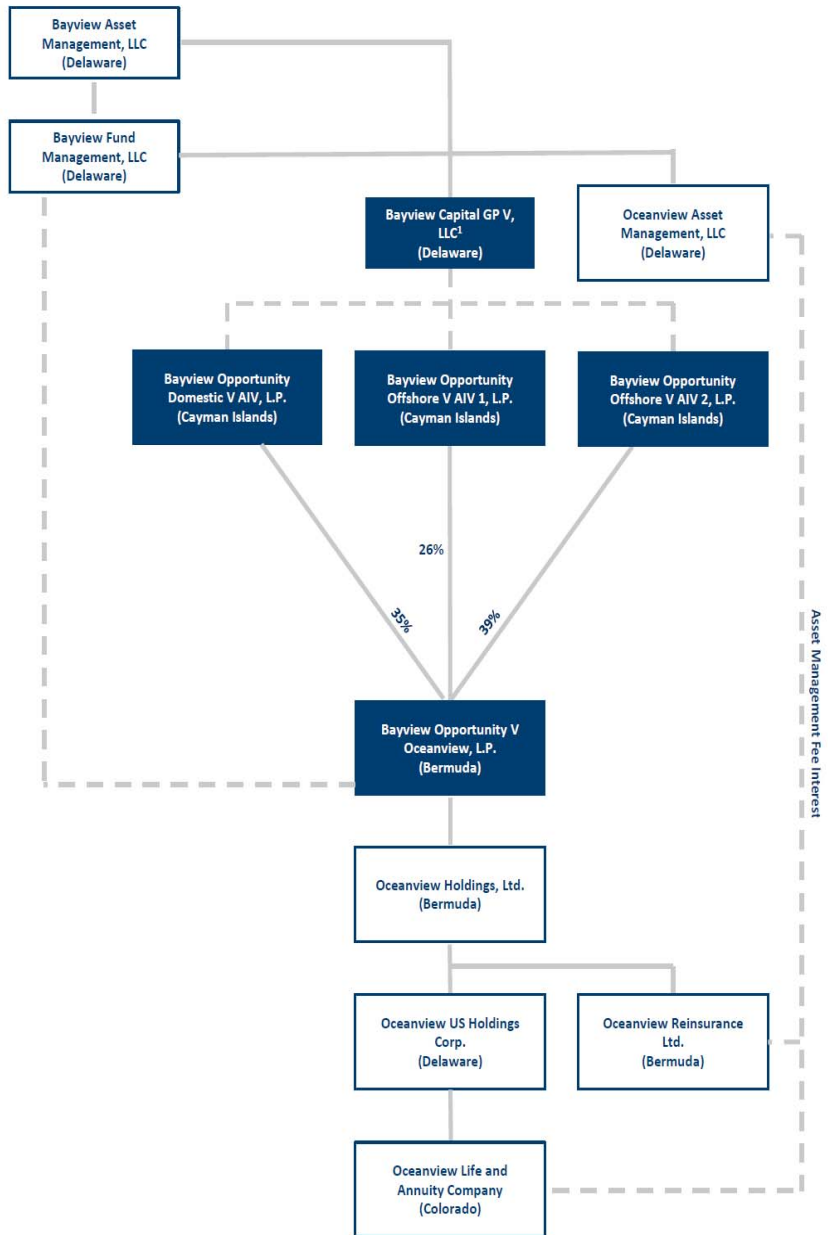 Bayview Asset
Management, LLC
(Delaware)
Bayview Fund
Management, LLC
(Delaware)
Bayview Capital GP V,
LLC¹
(Delaware)
Oceanview Asset
Management, LLC
(Delaware)
Bayview Opportunity
Domestic V AIV, L.P.
(Cayman Islands)
Bayview Opportunity
Offshore V AIV 1, L.P.
(Cayman Islands)
Bayview Opportunity
Offshore V AIV 2, L.P.
(Cayman Islands)
26%
35%
39%
Asset Management Fee Interest
Bayview Opportunity V
Oceanview, L.P.
(Bermuda)
Oceanview Holdings, Ltd.
(Bermuda)
Oceanview US Holdings
Corp.
(Delaware)
Oceanview Reinsurance
Ltd.
(Bermuda)
Oceanview Life and
Annuity Company
(Colorado)